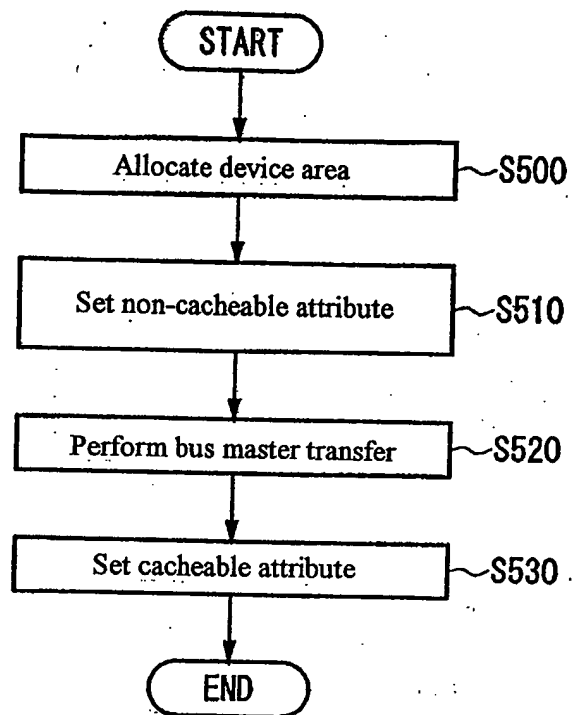 START
Allocate device area
S500
Set non-cacheable attribute
S510
Perform bus master transfer
S520
Set cacheable attribute
S530
END